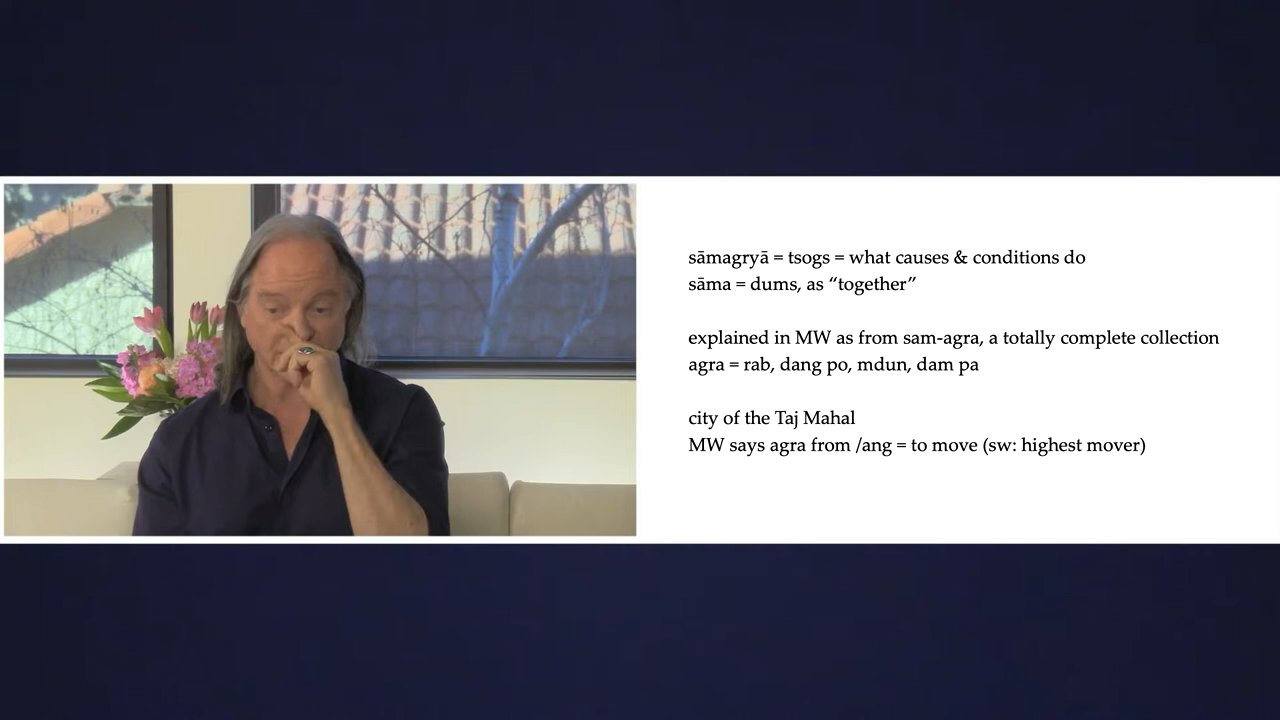 sāmagryā = tsogs = what causes & conditions do
sāma = dums, as “together”
explained in MW as from sam-agra, a totally complete collection
agra = rab, dang po, mdun, dam pa
city of the Taj Mahal
MW says agra from /ang = to move (sw: highest mover)